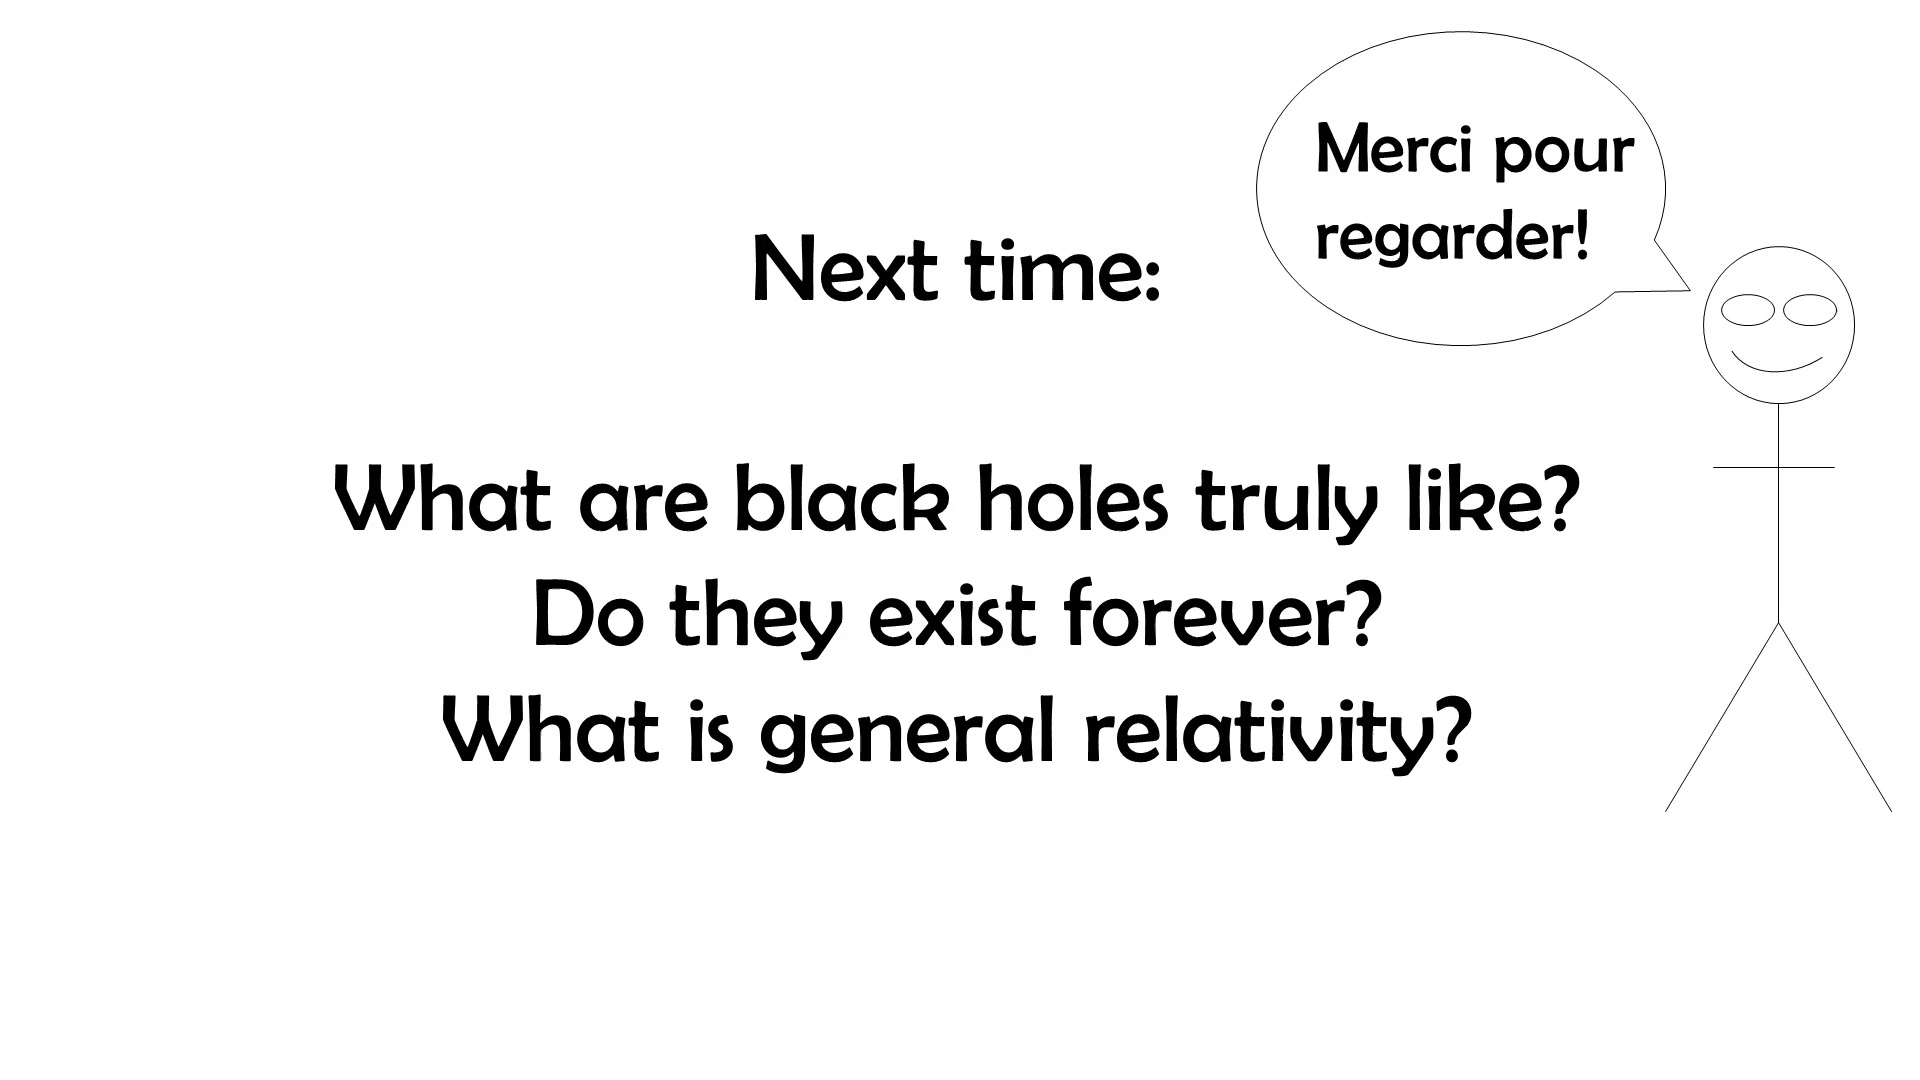 Merci pour
regarder!
Next time:
What are black holes truly like?
Do they exist forever?
What is general relativity?